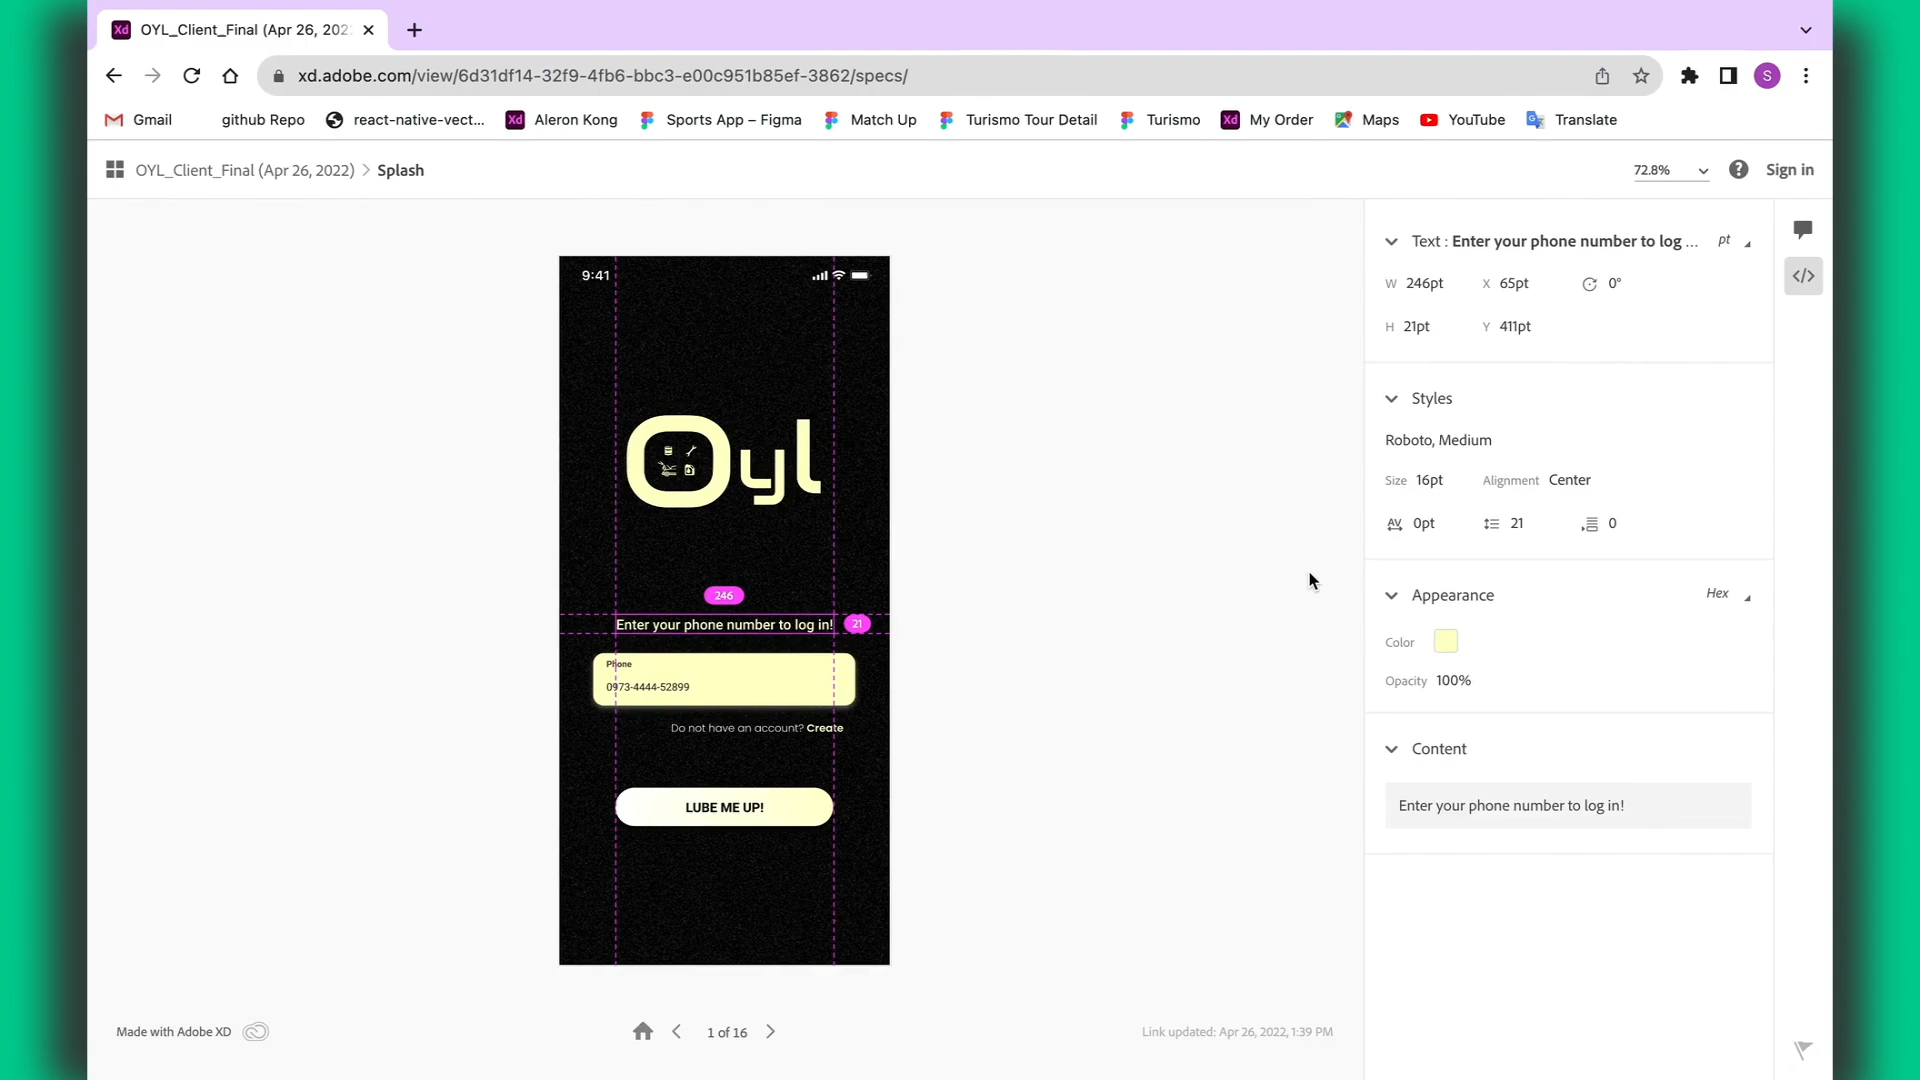 Xd OYL_Client_Final (Apr 26, 202
xd.adobe.com/view/6d31df14-32f9-4fb6-bbc3-e00c951b85ef-3862/specs/
S
Gmail github Repo react-native-vect... Xd Aleron Kong Sports App – Figma Match Up Turismo Tour Detail Turismo Xd My Order Maps YouTube Translate
OYL_Client_Final (Apr 26, 2022) > Splash
72.8% Sign in
Text : Enter your phone number to log ... pt
W 246pt X 65pt 0°
H 21pt Y 411pt
Styles
Roboto, Medium
Size 16pt Alignment Center
AV 0pt 21 0
Appearance Hex
Color
Opacity 100%
Content
Enter your phone number to log in!
9:41
Oyl
246
Enter your phone number to log in! 21
Phone
0973-4444-52899
Do not have an account? Create
LUBE ME UP!
Made with Adobe XD
1 of 16
Link updated: Apr 26, 2022, 1:39 PM